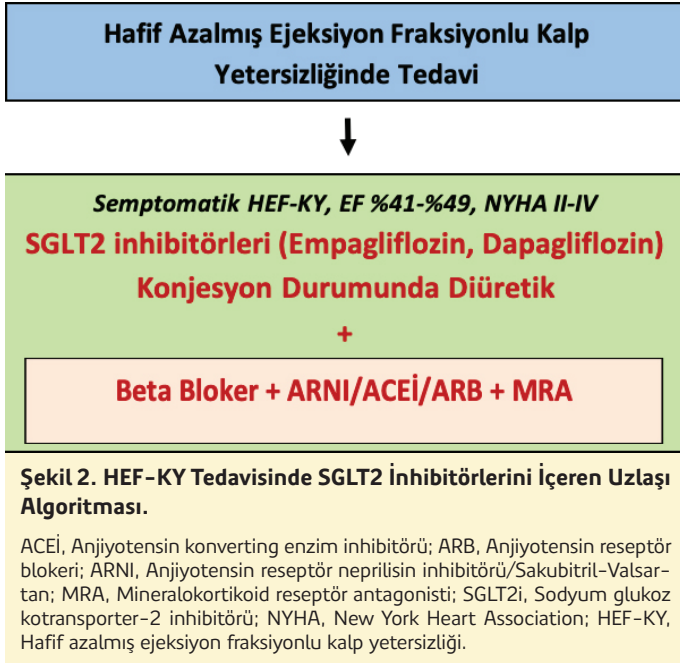 Hafif Azalmış Ejeksiyon Fraksiyonlu Kalp
Yetersizliğinde Tedavi
Semptomatik HEF-KY, EF %41-%49, NYHA II-IV
SGLT2 inhibitörleri (Empagliflozin, Dapagliflozin)
Konjesyon Durumunda Diüretik
+
Beta Bloker + ARNI/ACEİ/ARB + MRA
Şekil 2. HEF-KY Tedavisinde SGLT2 İnhibitörlerini İçeren Uzlaşı
Algoritması.
ACEİ, Anjiyotensin konverting enzim inhibitörü; ARB, Anjiyotensin reseptör
blokeri; ARNI, Anjiyotensin reseptör neprilisin inhibitörü/Sakubitril-Valsar-
tan; MRA, Mineralokortikoid reseptör antagonisti; SGLT2i, Sodyum glukoz
kotransporter-2 inhibitörü; NYHA, New York Heart Association; HEF-KY,
Hafif azalmış ejeksiyon fraksiyonlu kalp yetersizliği.